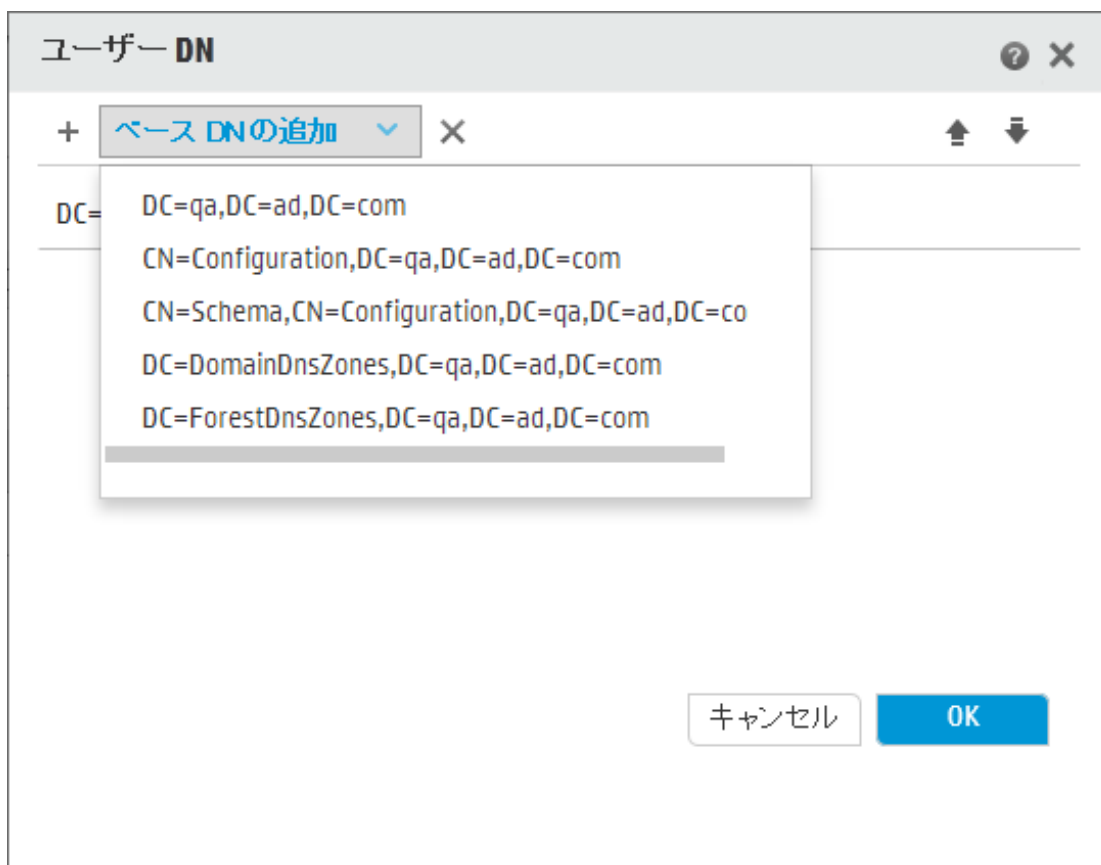 ユーザー DN
ベース DNの追加
DC=
DC=qa,DC=ad,DC=com
CN=Configuration,DC=qa,DC=ad,DC=com
CN=Schema,CN=Configuration,DC=qa,DC=ad,DC=co
DC=DomainDnsZones,DC=qa,DC=ad,DC=com
DC=ForestDnsZones,DC=qa,DC=ad,DC=com
キャンセル OK